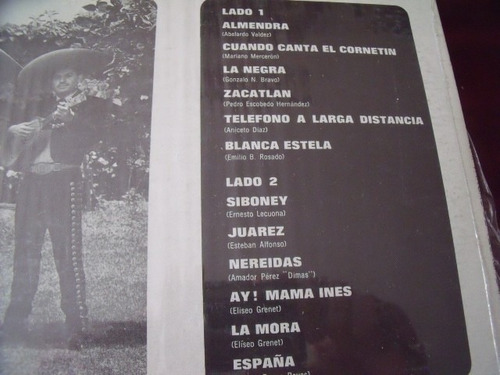 LADO 1
ALMENDRA
(Abelardo Valdez)
CUANDO CANTA EL CORNETIN
(Mariano Mercerón)
LA NEGRA
(Gonzalo N. Bravo)
ZACATLAN
(Pedro Escobedo Hernández)
TELEFONO A LARGA DISTANCIA
(Aniceto Díaz)
BLANCA ESTELA
(Emilio B. Rosado)
LADO 2
SIBONEY
(Ernesto Lecuona)
JUAREZ
(Esteban Alfonso)
NEREIDAS
(Amador Pérez "Dimas")
AY! MAMA INES
(Eliseo Grenet)
LA MORA
(Eliseo Grenet)
ESPAÑA